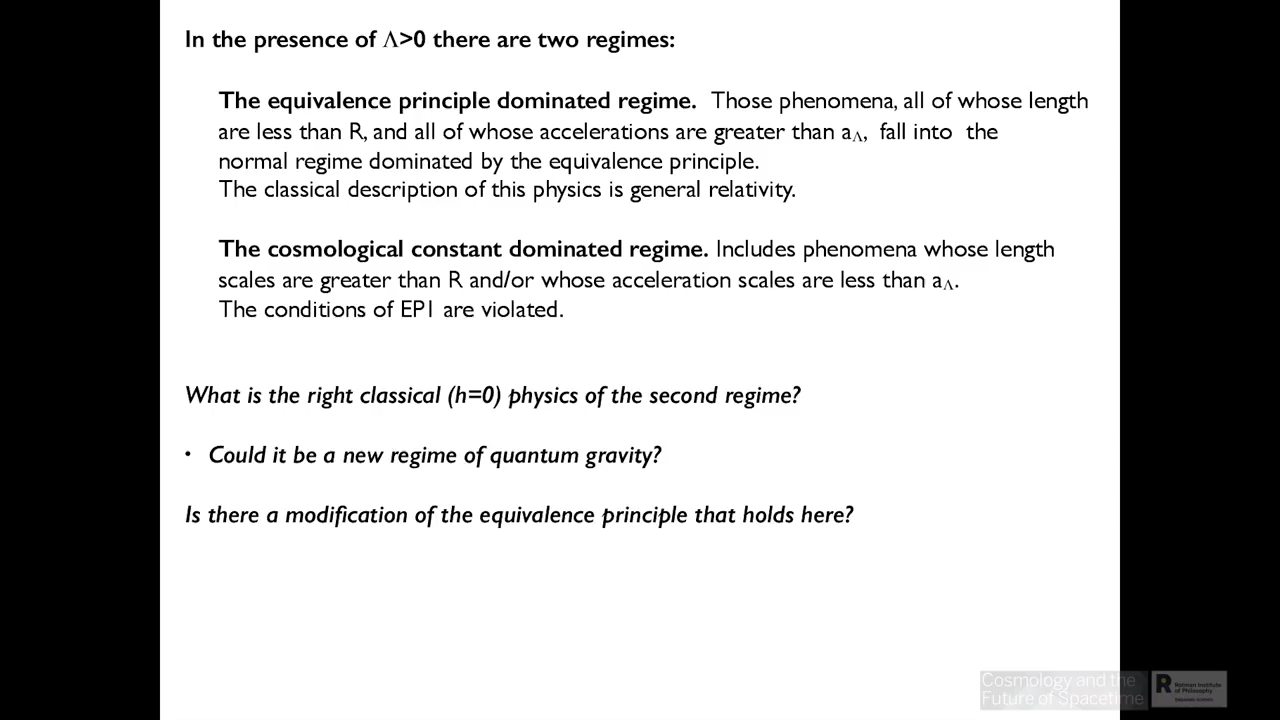 In the presence of Λ>0 there are two regimes:
The equivalence principle dominated regime. Those phenomena, all of whose length
are less than R, and all of whose accelerations are greater than aΛ, fall into the
normal regime dominated by the equivalence principle.
The classical description of this physics is general relativity.
The cosmological constant dominated regime. Includes phenomena whose length
scales are greater than R and/or whose acceleration scales are less than aΛ.
The conditions of EP1 are violated.
What is the right classical (h=0) physics of the second regime?
• Could it be a new regime of quantum gravity?
Is there a modification of the equivalence principle that holds here?
Cosmology and the
Future of Spacetime
R
Rotman Institute
of Philosophy